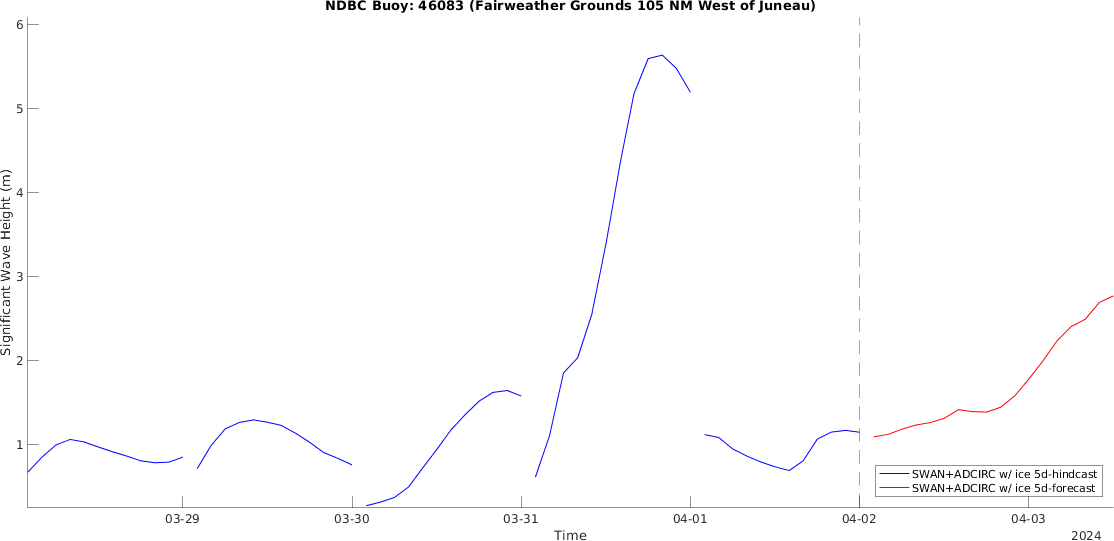 NDBC Buoy: 46083 (Fairweather Grounds 105 NM West of Juneau)
Significant Wave Height (m)
6
5
4
3
2
1
SWAN+ADCIRC w/ ice 5d-hindcast
SWAN+ADCIRC w/ ice 5d-forecast
03-29 03-30 03-31 04-01 04-02 04-03
Time
2024